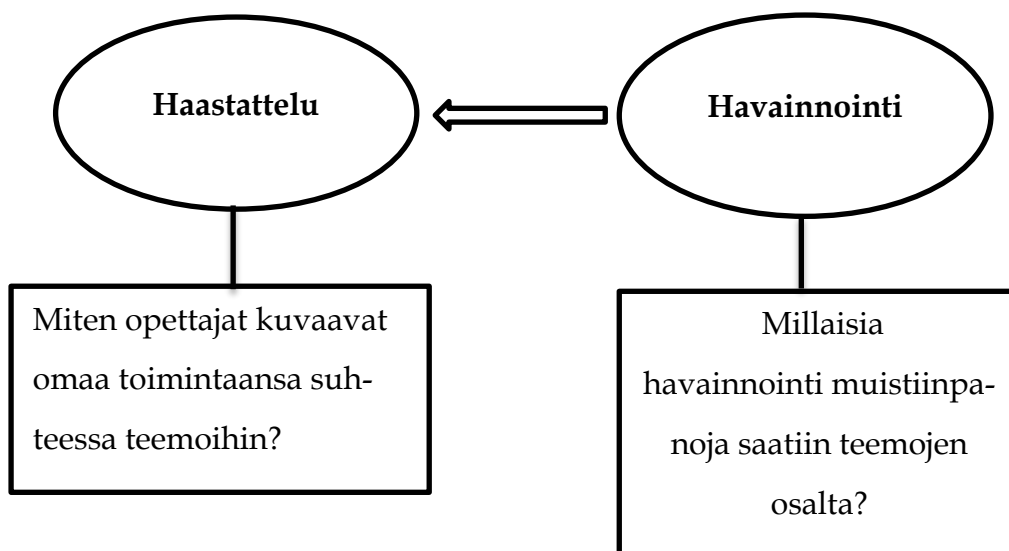 Haastattelu
Havainnointi
Miten opettajat kuvaavat
omaa toimintaansa suh-
teessa teemoihin?
Millaisia
havainnointi muistiinpa-
noja saatiin teemojen
osalta?